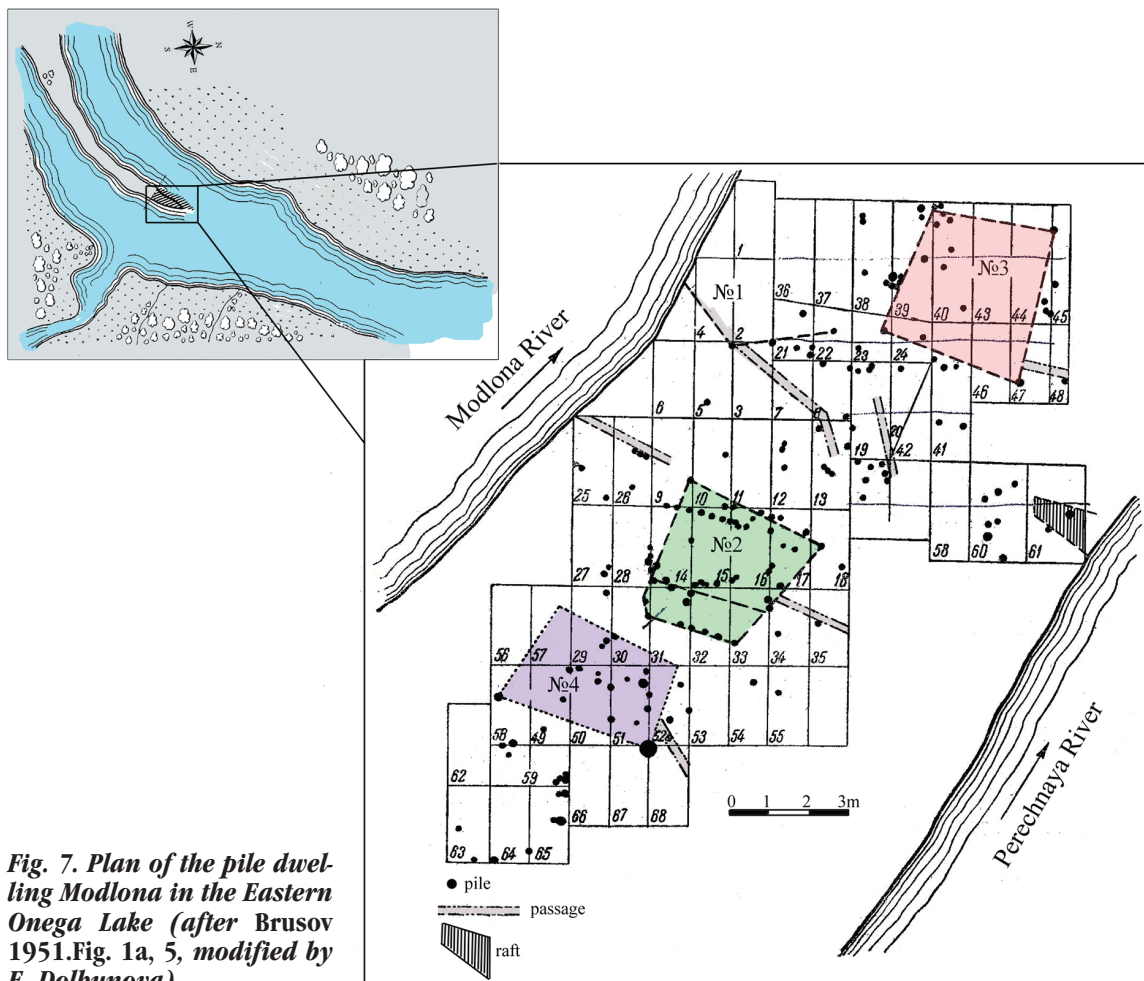 W
S N
E
1
№1
№3
36 37 38 39 40 43 44 45
4 2 21 22 23 24
46 47 48
Modlona River
6 5 3 7 8 19 20 42 41
25 26 9 10 11 12 13
№2
58 60 61
27 28 14 15 16 17 18
56 57 29 30 31 32 33 34 35
№4
58 49 50 51 52 53 54 55
62 59 66 67 68
63 64 65
0 1 2 3m
Perechnaya River
pile
passage
raft
Fig. 7. Plan of the pile dwel-
ling Modlona in the Eastern
Onega Lake (after Brusov
1951.Fig. 1a, 5, modified by
E. Dolbunova)